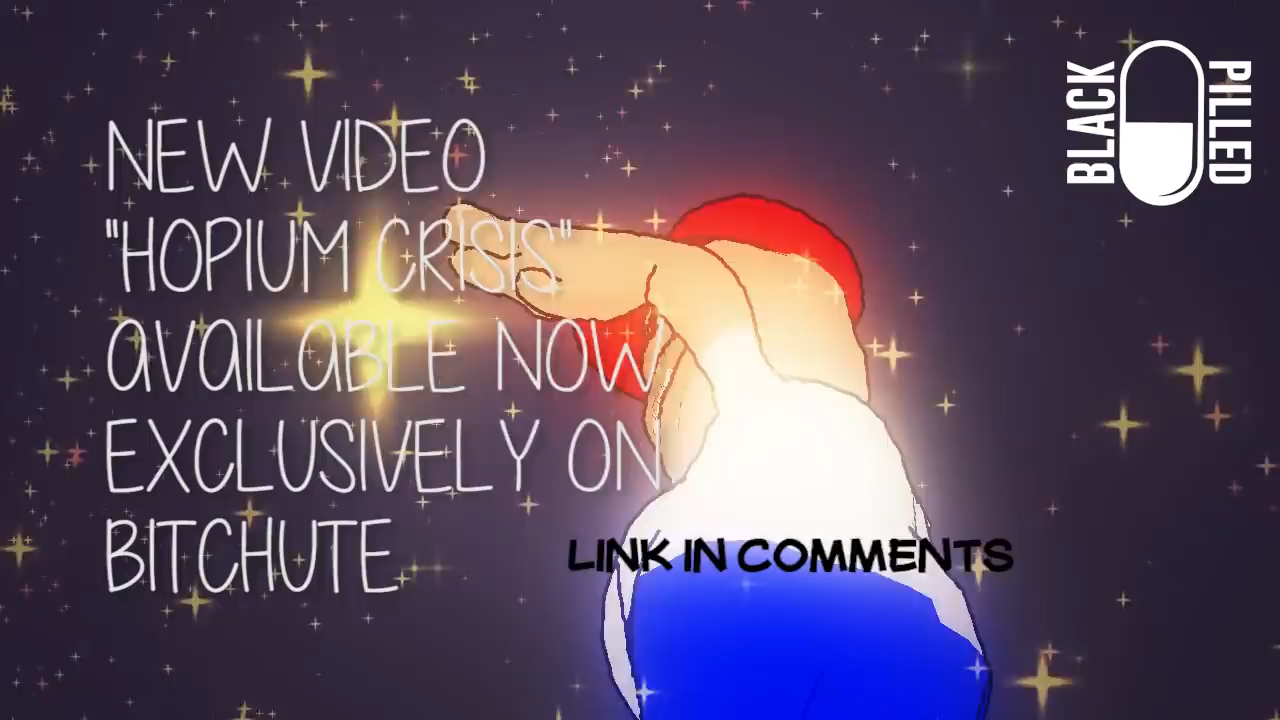 NEW VIDEO
"HOPIUM CRISIS"
AVAILABLE NOW
EXCLUSIVELY ON
BITCHUTE
LINK IN COMMENTS
BLACK
PILLED